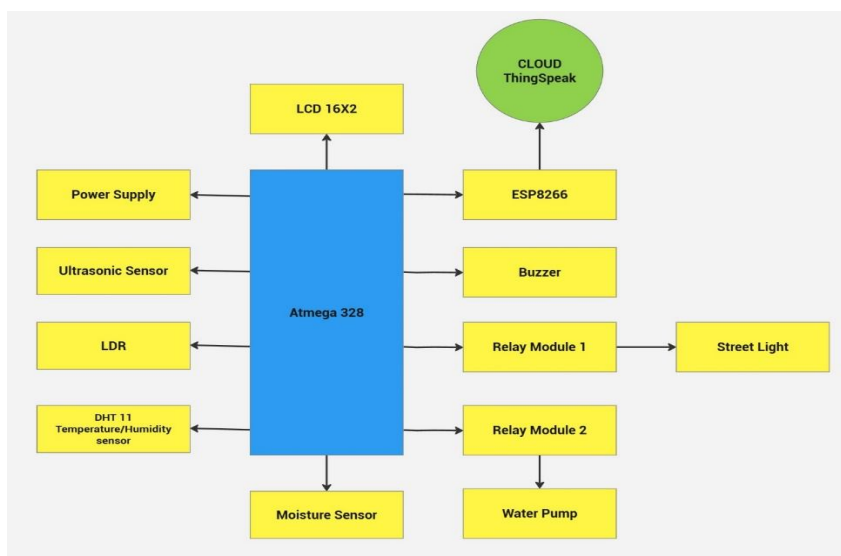 CLOUD
ThingSpeak
LCD 16X2
Power Supply
ESP8266
Ultrasonic Sensor
Buzzer
Atmega 328
LDR
Relay Module 1
Street Light
DHT 11
Temperature/Humidity
sensor
Relay Module 2
Moisture Sensor
Water Pump